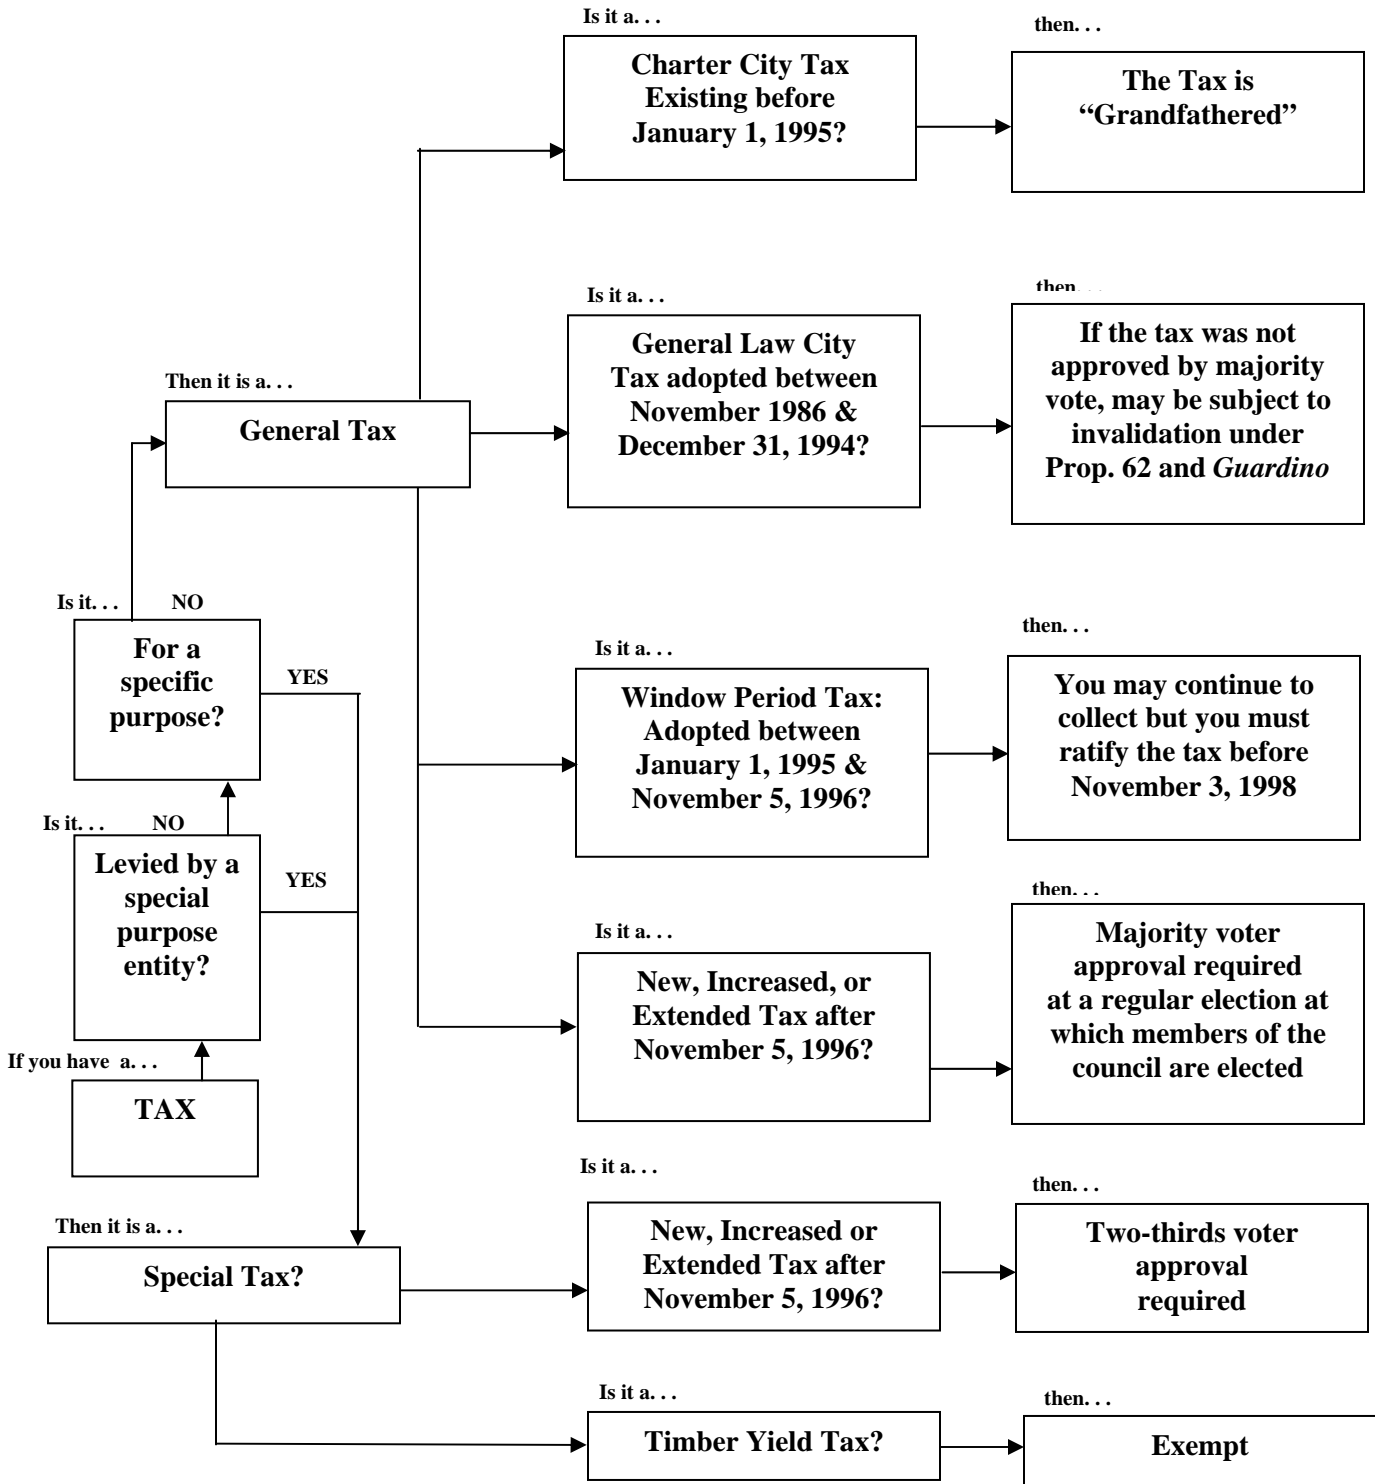 Is it a. . .
then. . .
Charter City Tax
Existing before
January 1, 1995?
The Tax is
“Grandfathered”
Is it a. . .
then. . .
General Law City
Tax adopted between
November 1986 &
December 31, 1994?
If the tax was not
approved by majority
vote, may be subject to
invalidation under
Prop. 62 and Guardino
Then it is a. . .
General Tax
Is it. . .
NO
For a
specific
purpose?
YES
Is it a. . .
then. . .
Window Period Tax:
Adopted between
January 1, 1995 &
November 5, 1996?
You may continue to
collect but you must
ratify the tax before
November 3, 1998
Is it. . .
NO
Levied by a
special
purpose
entity?
YES
Is it a. . .
then. . .
New, Increased, or
Extended Tax after
November 5, 1996?
Majority voter
approval required
at a regular election at
which members of the
council are elected
If you have a. . .
TAX
Is it a. . .
then. . .
Then it is a. . .
Special Tax?
New, Increased or
Extended Tax after
November 5, 1996?
Two-thirds voter
approval
required
Is it a. . .
then. . .
Timber Yield Tax?
Exempt